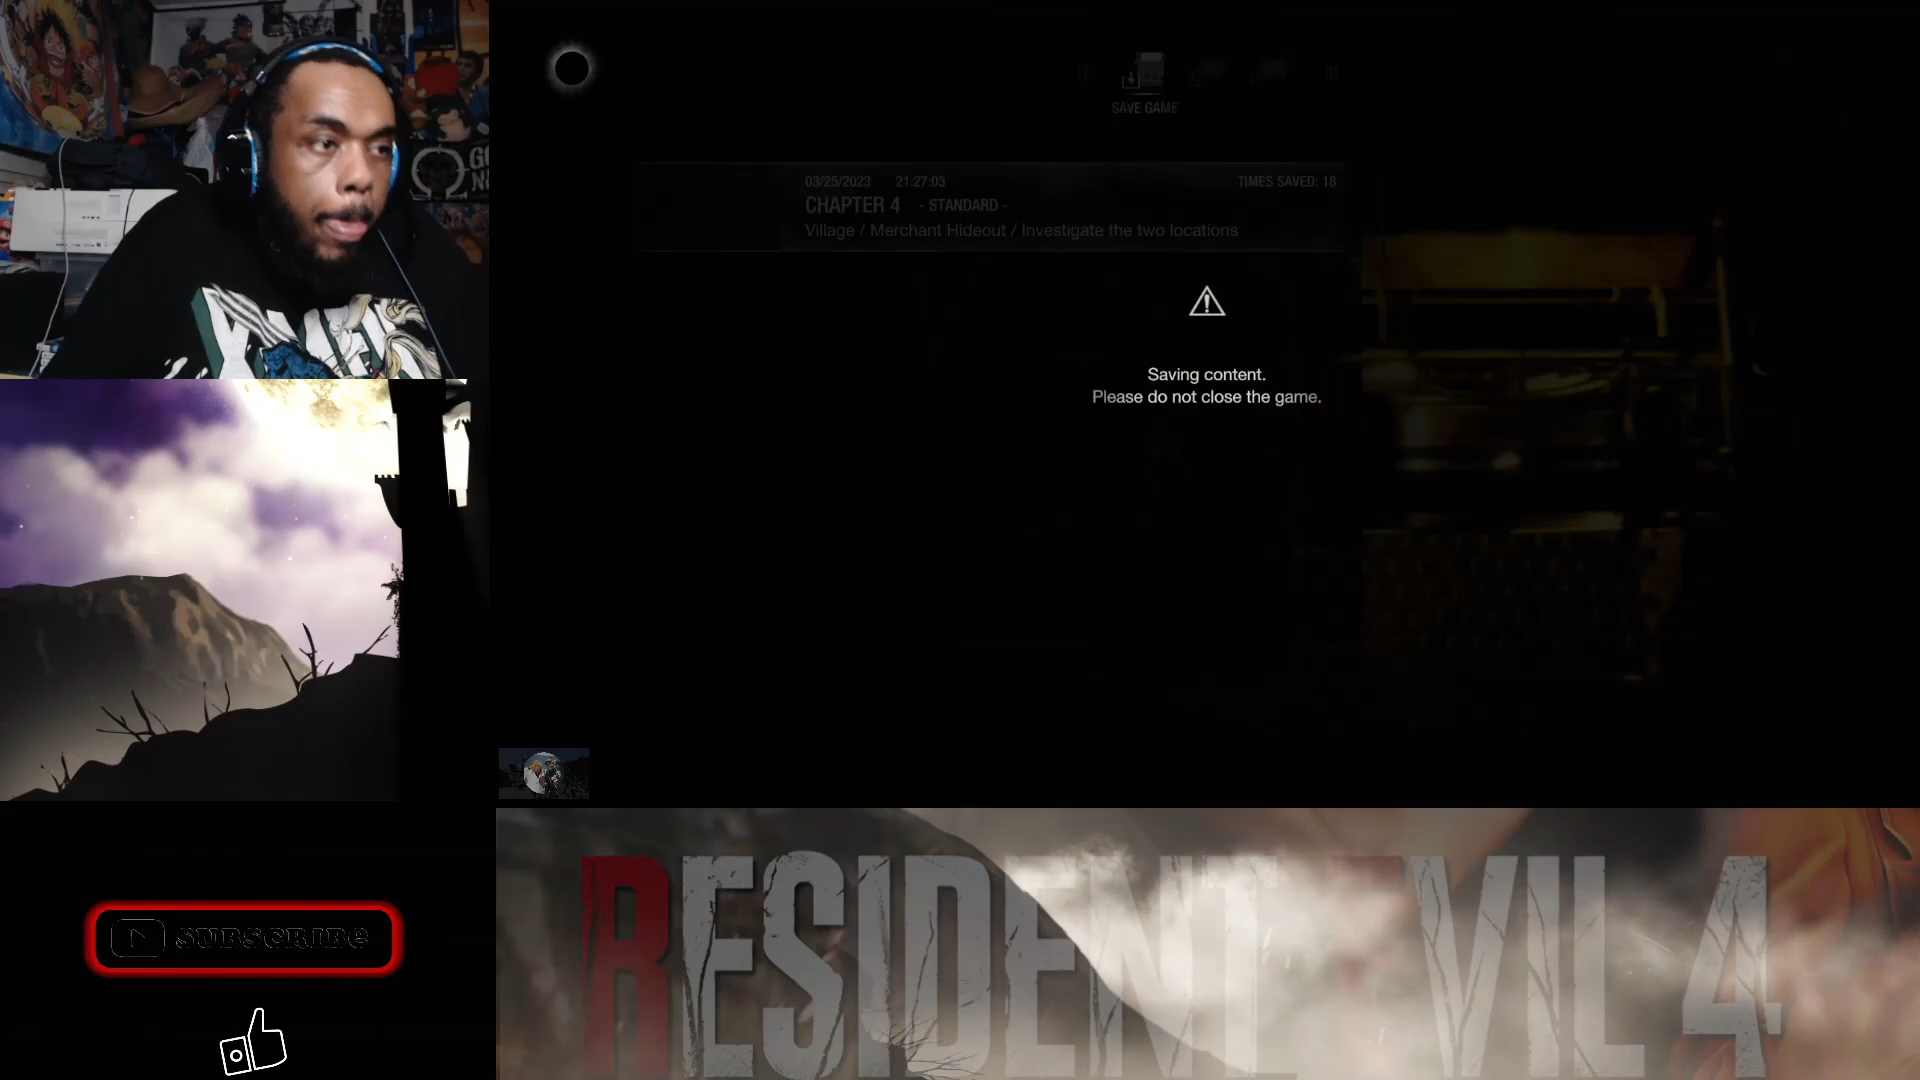 SAVE GAME
03/25/2023 21:27:03 TIMES SAVED: 18
CHAPTER 4 - STANDARD -
Village / Merchant Hideout / Investigate the two locations
Saving content.
Please do not close the game.
SUBSCRIBE
RESIDENT EVIL 4